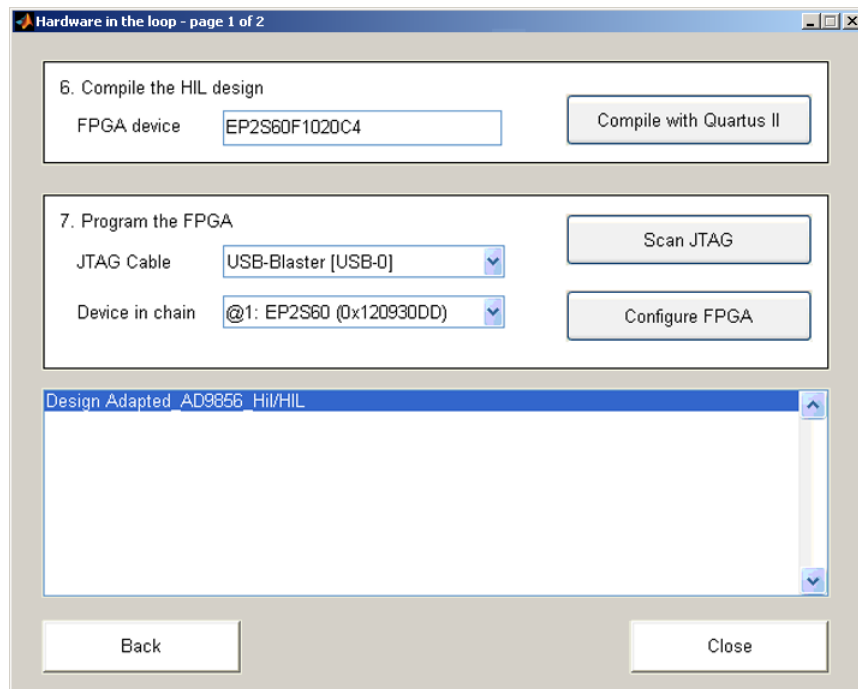 Hardware in the loop - page 1 of 2
6. Compile the HIL design
FPGA device
EP2S60F1020C4
Compile with Quartus II
7. Program the FPGA
Scan JTAG
JTAG Cable
USB-Blaster [USB-0]
Device in chain
@1: EP2S60 (0x120930DD)
Configure FPGA
Design Adapted_AD9856_Hil/HIL
Back
Close